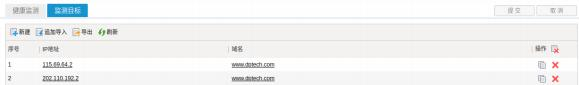 健康监测 监测目标 提交 取消
新建 追加导入 导出 刷新
序号 IP地址 域名 操作
1 115.69.64.2 www.dptech.com
2 202.110.192.2 www.dptech.com